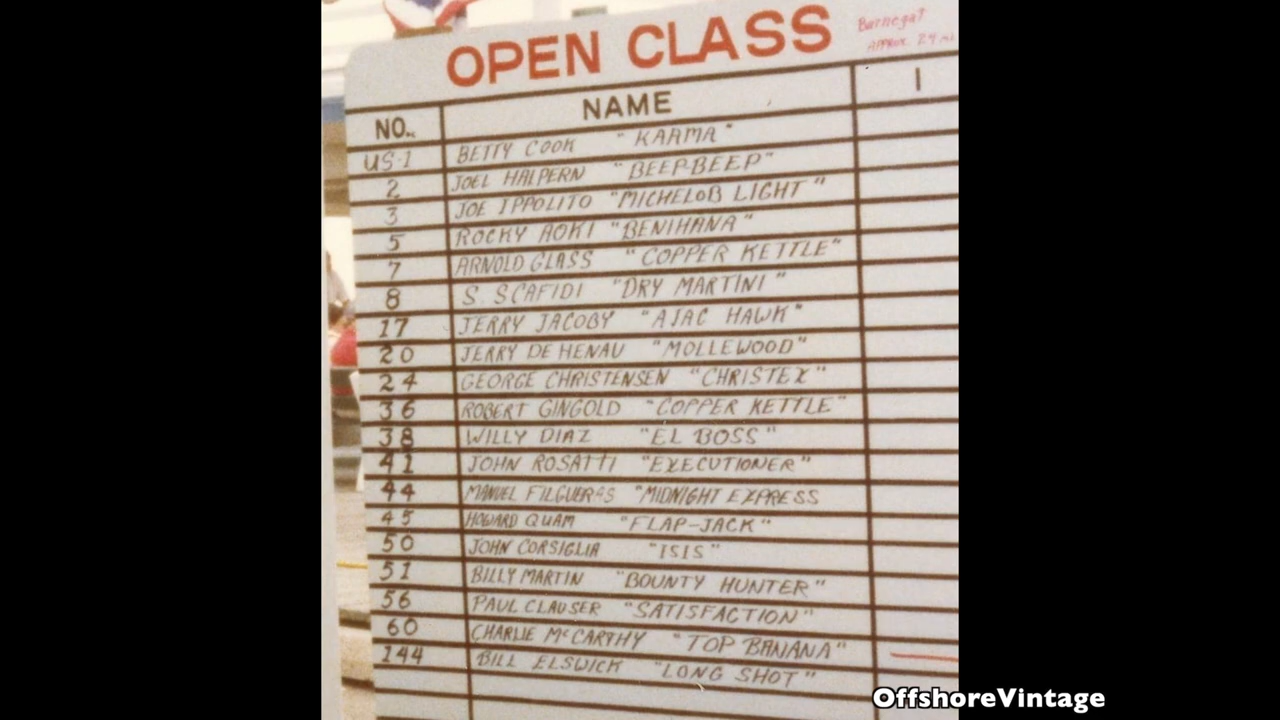 OPEN CLASS
Barnegat
APPROX. 24 mi
NO. NAME 1
US-1 BETTY COOK "KARMA"
2 JOEL HALPERN "BEEP-BEEP"
3 JOE IPPOLITO "MICHELOB LIGHT"
5 ROCKY AOKI "BENIHANA"
7 ARNOLD GLASS "COPPER KETTLE"
8 S. SCAFIDI "DRY MARTINI"
17 JERRY JACOBY "AJAC HAWK"
20 JERRY DE HENAU "MOLLEWOOD"
24 GEORGE CHRISTENSEN "CHRISTEX"
36 ROBERT GINGOLD "COPPER KETTLE"
38 WILLY DIAZ "EL BOSS"
41 JOHN ROSATTI "EXECUTIONER"
44 MANUEL FILGUERAS "MIDNIGHT EXPRESS
45 HOWARD QUAM "FLAP-JACK"
50 JOHN CORSIGLIA "ISIS"
51 BILLY MARTIN "BOUNTY HUNTER"
56 PAUL CLAUSER "SATISFACTION"
60 CHARLIE McCARTHY "TOP BANANA"
144 BILL ELSWICK "LONG SHOT"
OffshoreVintage